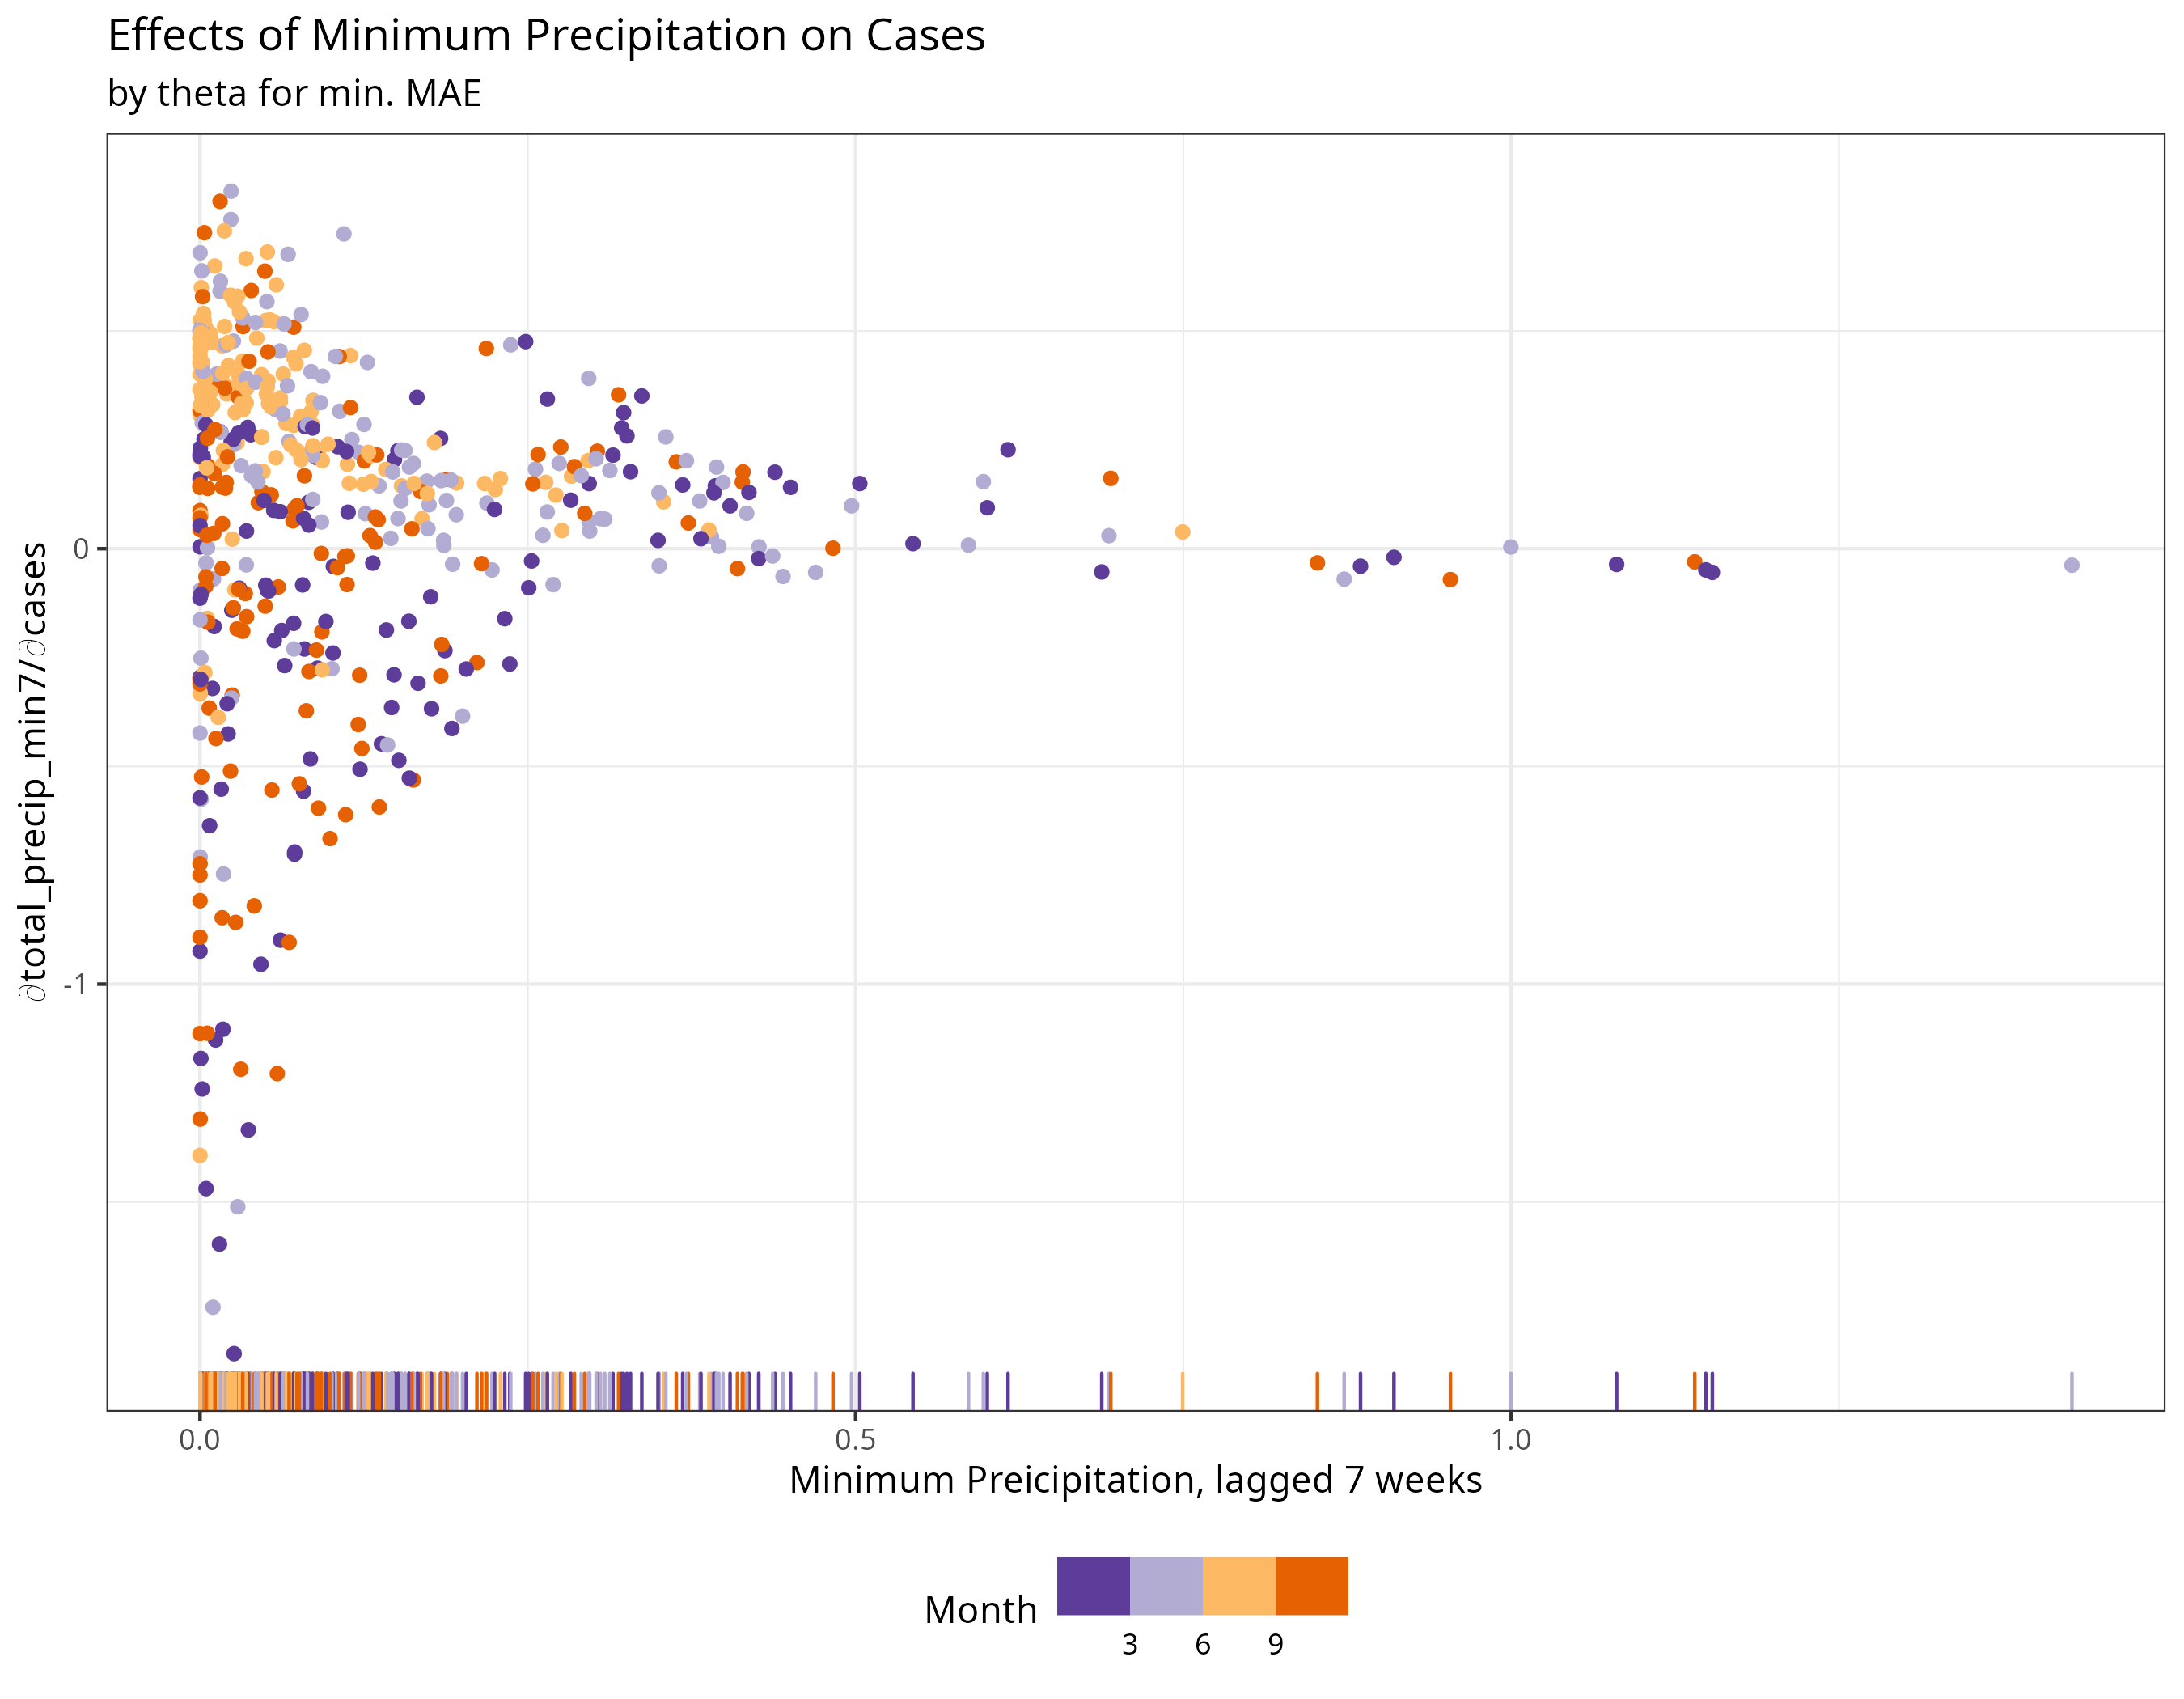 Effects of Minimum Precipitation on Cases
by theta for min. MAE
∂total_precip_min7/∂cases
0
-1
0.0 0.5 1.0
Minimum Preicipitation, lagged 7 weeks
Month
3 6 9